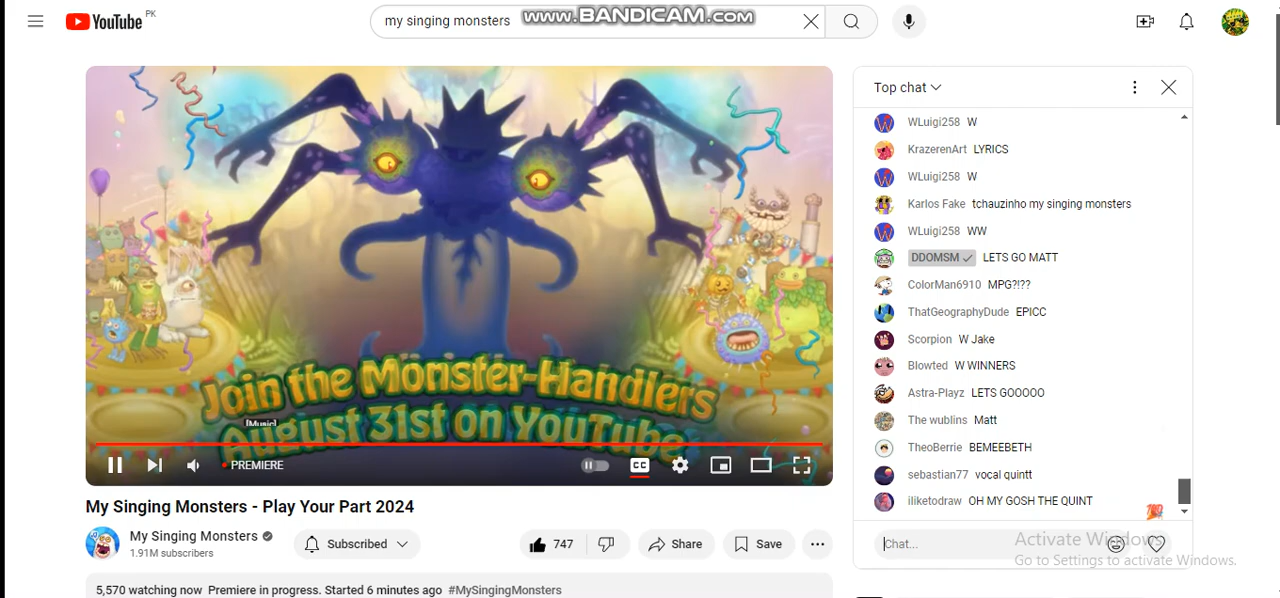 YouTube PK
my singing monsters
WWW.BANDICAM.COM
Join the Monster-Handlers
August 31st on YouTube
[Music]
PREMIERE
CC
My Singing Monsters - Play Your Part 2024
My Singing Monsters
1.91M subscribers
Subscribed
747
Share
Save
5,570 watching now Premiere in progress. Started 6 minutes ago #MySingingMonsters
Top chat
WLuigi258 W
KrazerenArt LYRICS
WLuigi258 W
Karlos Fake tchauzinho my singing monsters
WLuigi258 WW
DDOMSM LETS GO MATT
ColorMan6910 MPG?!??
ThatGeographyDude EPICC
Scorpion W Jake
Blowted W WINNERS
Astra-Playz LETS GOOOOO
The wublins Matt
TheoBerrie BEMEEBETH
sebastian77 vocal quintt
iliketodraw OH MY GOSH THE QUINT
Chat...
Activate Windows
Go to Settings to activate Windows.